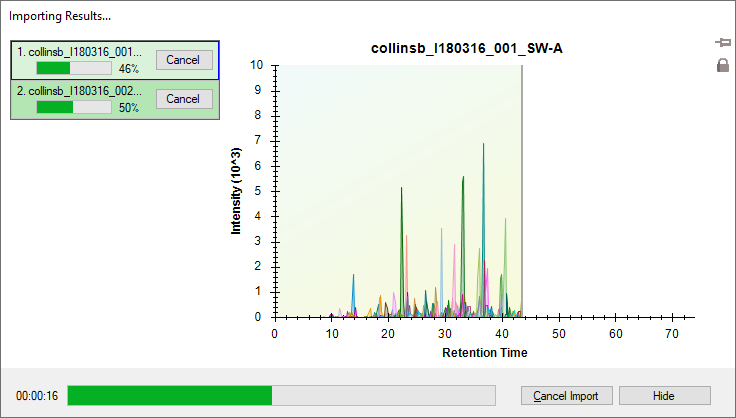 Importing Results...
1. collinsb_I180316_001...
46%
Cancel
2. collinsb_I180316_002...
50%
Cancel
collinsb_I180316_001_SW-A
Intensity (10^3)
10
9
8
7
6
5
4
3
2
1
0
0 10 20 30 40 50 60 70
Retention Time
00:00:16
Cancel Import
Hide